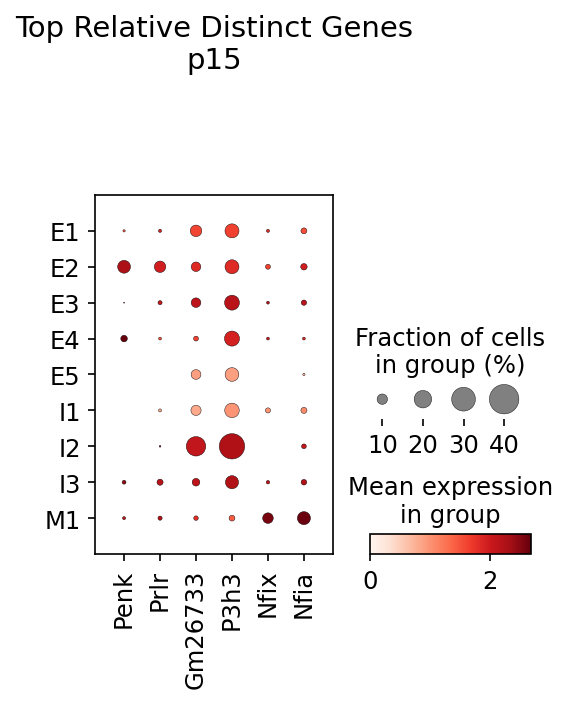 Top Relative Distinct Genes
p15
E1
E2
E3
E4
E5
I1
I2
I3
M1
Penk
Prlr
Gm26733
P3h3
Nfix
Nfia
Fraction of cells
in group (%)
10 20 30 40
Mean expression
in group
0 2